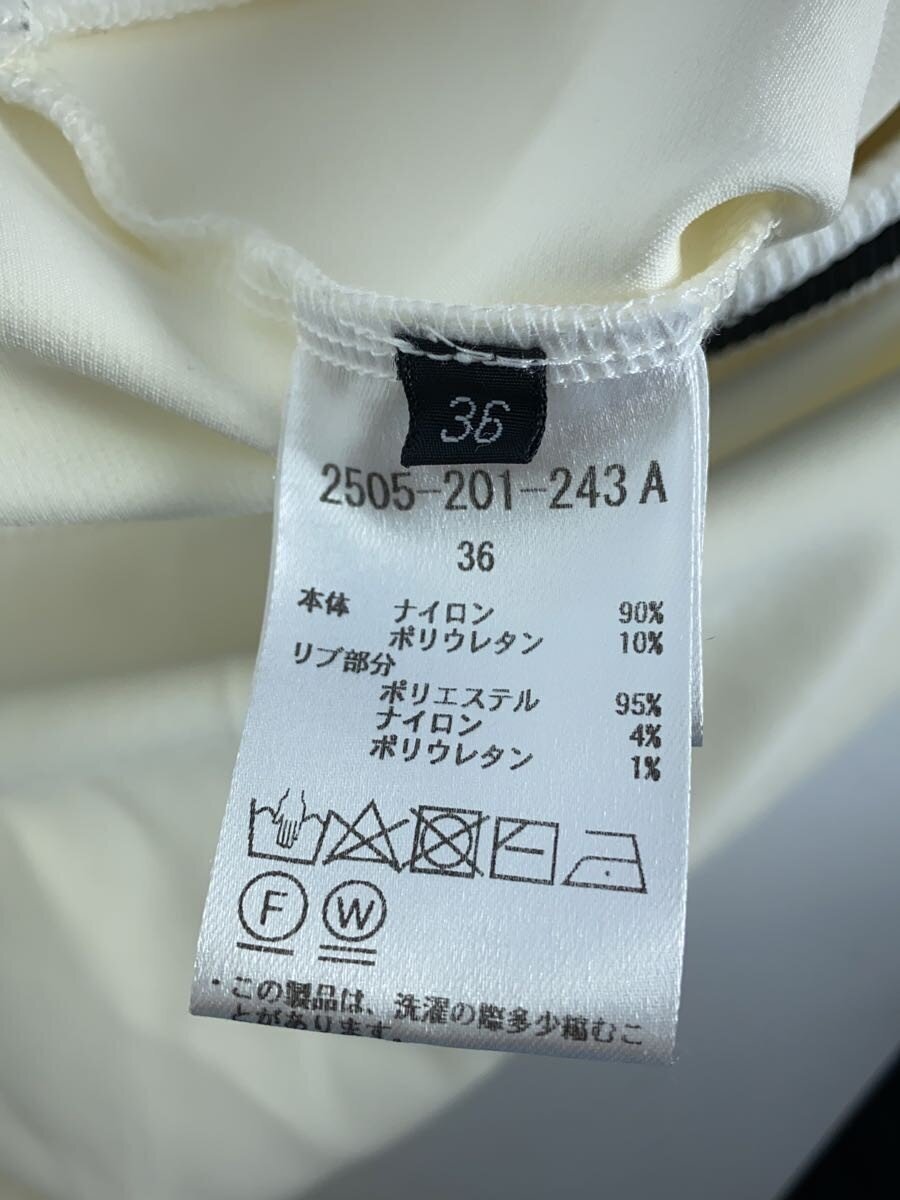 36
2505-201-243 A
36
本体 ナイロン 90%
ポリウレタン 10%
リブ部分
ポリエステル 95%
ナイロン 4%
ポリウレタン 1%
F W
・この製品は、洗濯の際多少縮むこ
とがあります。